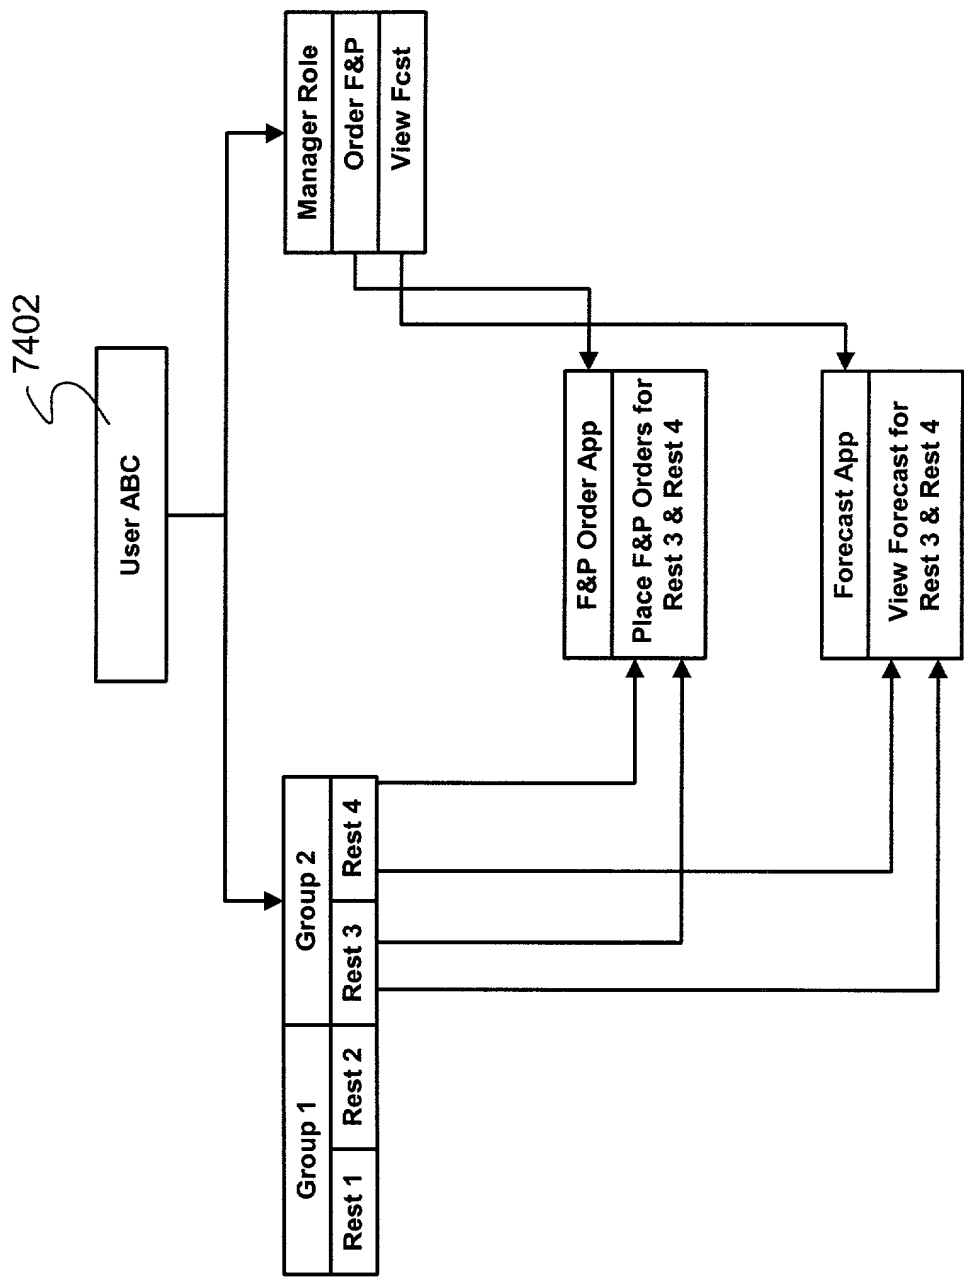 7402
User ABC
Group 1
Group 2
Rest 1
Rest 2
Rest 3
Rest 4
Manager Role
Order F&P
View Fcst
F&P Order App
Place F&P Orders for
Rest 3 & Rest 4
Forecast App
View Forecast for
Rest 3 & Rest 4